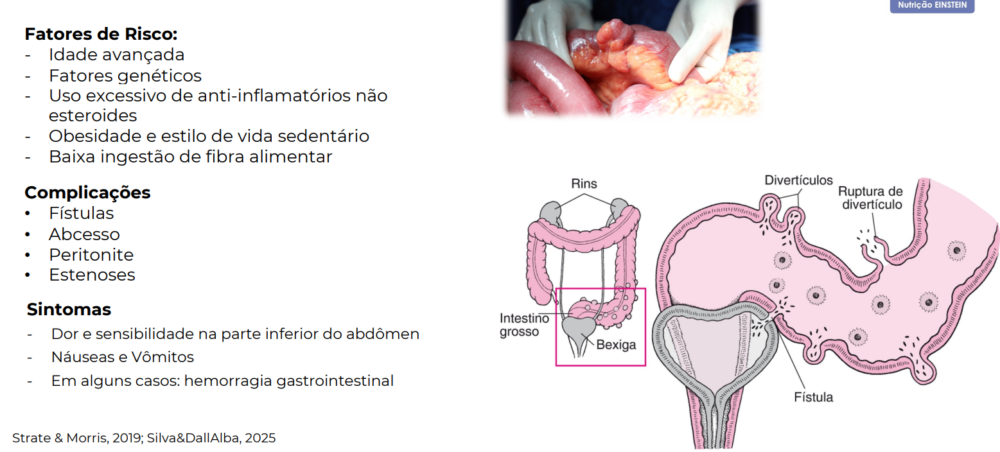 Nutrição EINSTEIN
Fatores de Risco:
- Idade avançada
- Fatores genéticos
- Uso excessivo de anti-inflamatórios não
esteroides
- Obesidade e estilo de vida sedentário
- Baixa ingestão de fibra alimentar
Complicações
• Fístulas
• Abcesso
• Peritonite
• Estenoses
Sintomas
- Dor e sensibilidade na parte inferior do abdômen
- Náuseas e Vômitos
- Em alguns casos: hemorragia gastrointestinal
Strate & Morris, 2019; Silva&DallAlba, 2025
Rins
Intestino
grosso
Bexiga
Divertículos
Ruptura de
divertículo
Fístula